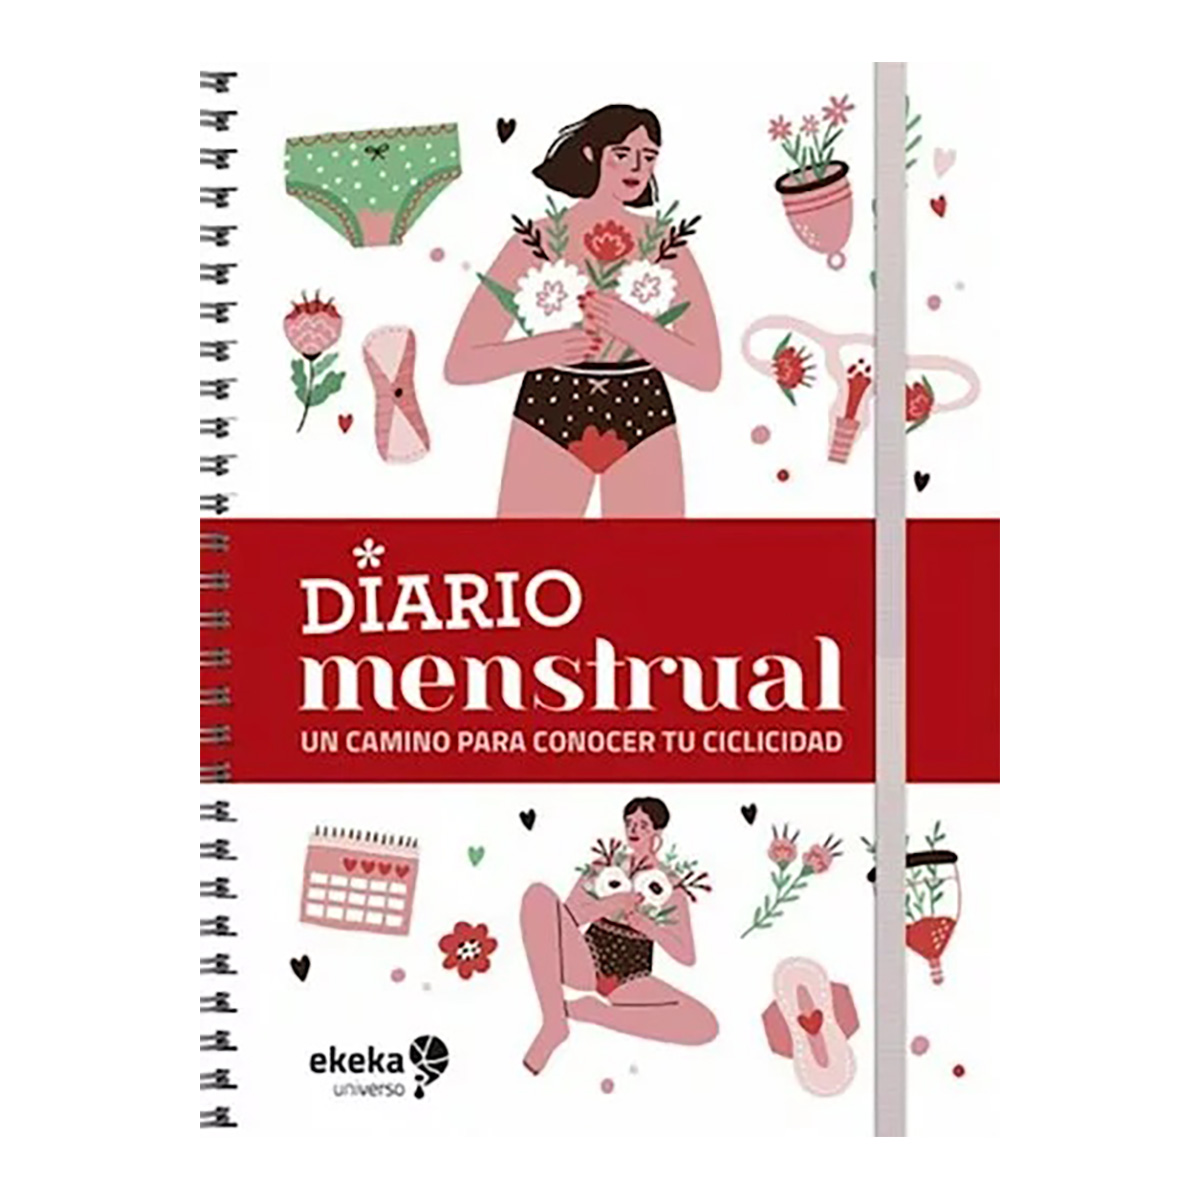 DIARIO
menstrual
UN CAMINO PARA CONOCER TU CICLICIDAD
ekeka
universo